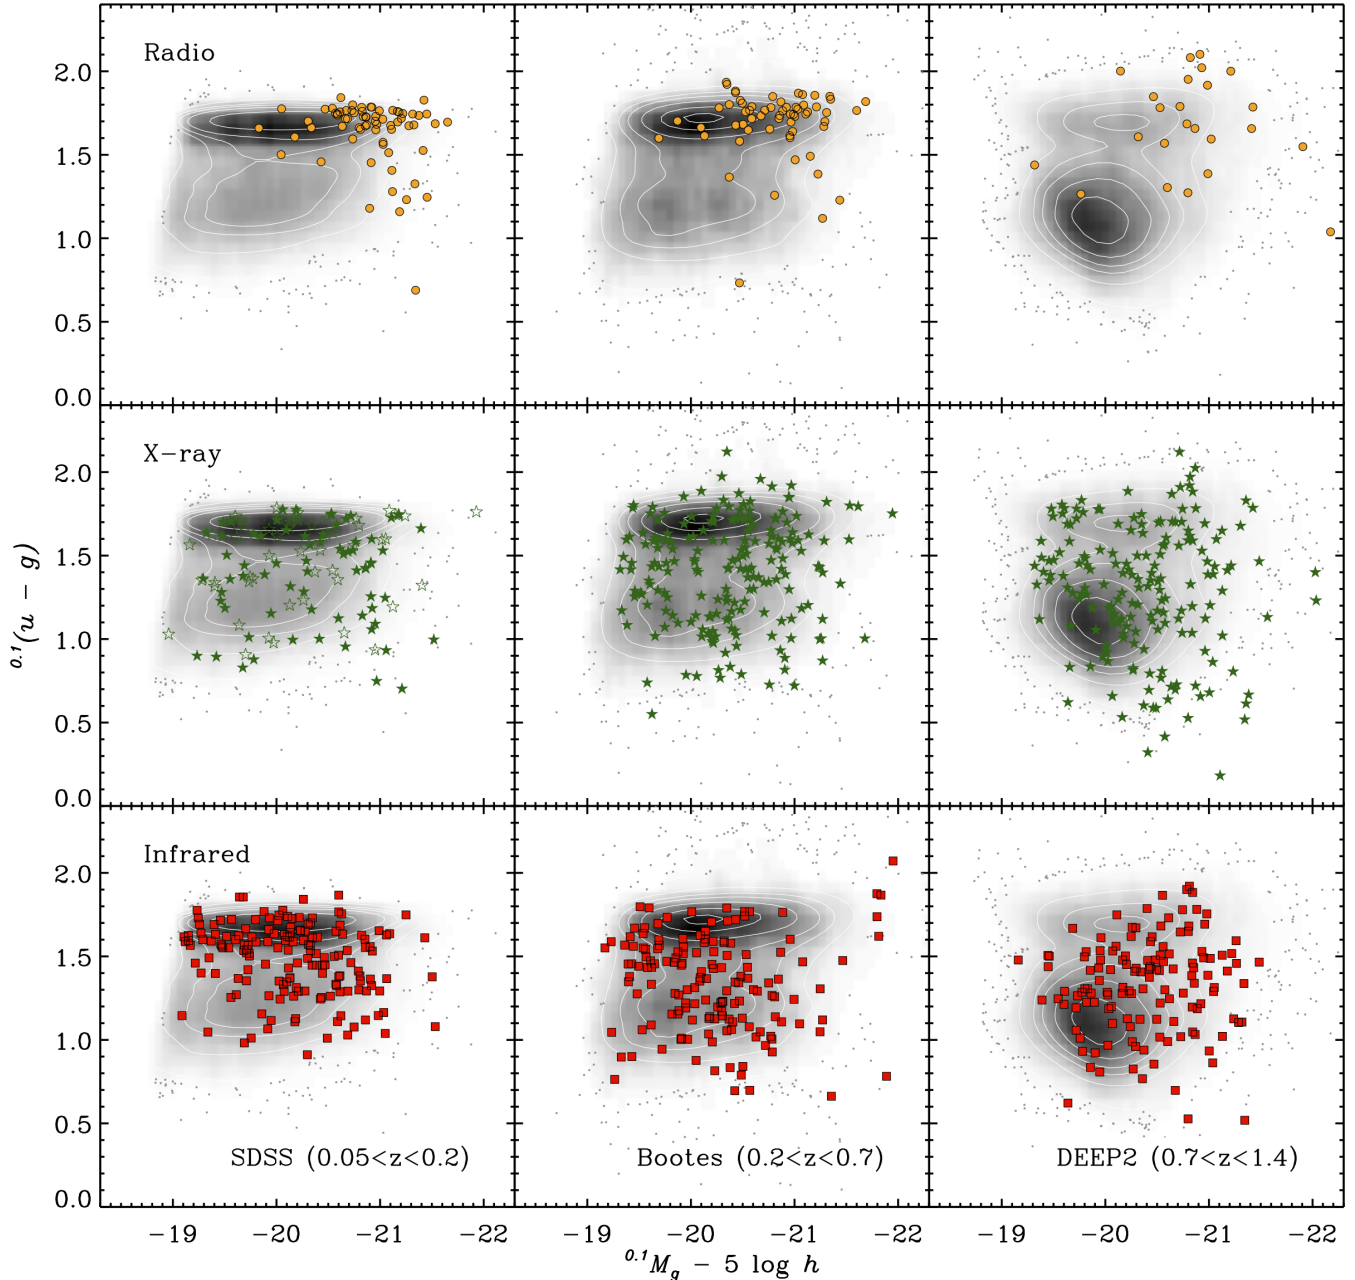 Radio
2.0
1.5
1.0
0.5
0.0
X-ray
2.0
1.5
1.0
0.5
0.0
0.1(u - g)
Infrared
2.0
1.5
1.0
0.5
0.0
SDSS (0.05<z<0.2)
Bootes (0.2<z<0.7)
DEEP2 (0.7<z<1.4)
-19 -20 -21 -22 -19 -20 -21 -22 -19 -20 -21 -22
0.1Mg - 5 log h